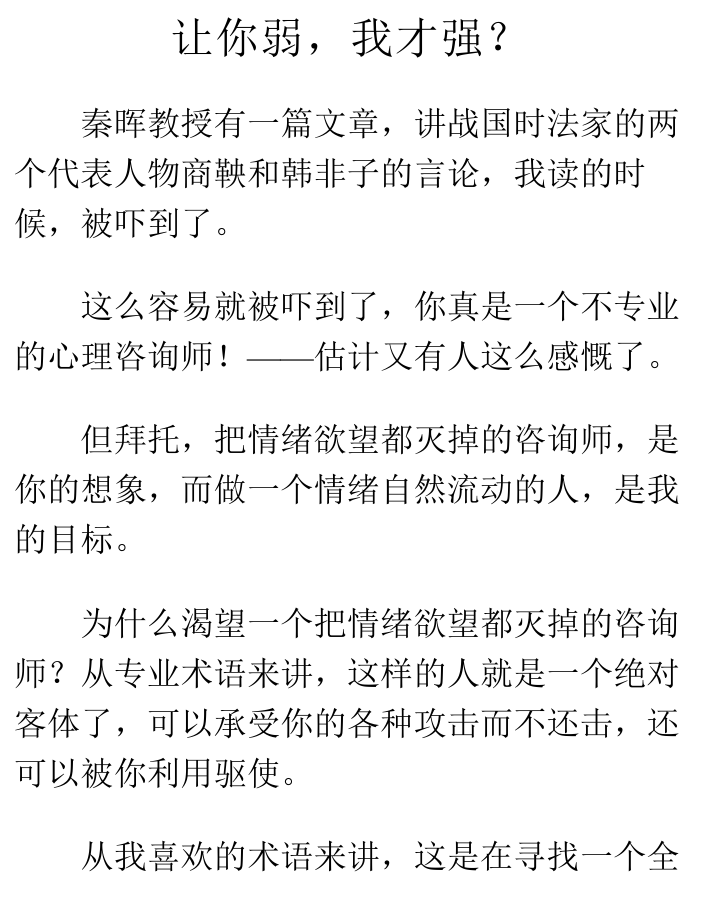 让你弱，我才强？
秦晖教授有一篇文章，讲战国时法家的两
个代表人物商鞅和韩非子的言论，我读的时
候，被吓到了。
这么容易就被吓到了，你真是一个不专业
的心理咨询师！——估计又有人这么感慨了。
但拜托，把情绪欲望都灭掉的咨询师，是
你的想象，而做一个情绪自然流动的人，是我
的目标。
为什么渴望一个把情绪欲望都灭掉的咨询
师？从专业术语来讲，这样的人就是一个绝对
客体了，可以承受你的各种攻击而不还击，还
可以被你利用驱使。
从我喜欢的术语来讲，这是在寻找一个全